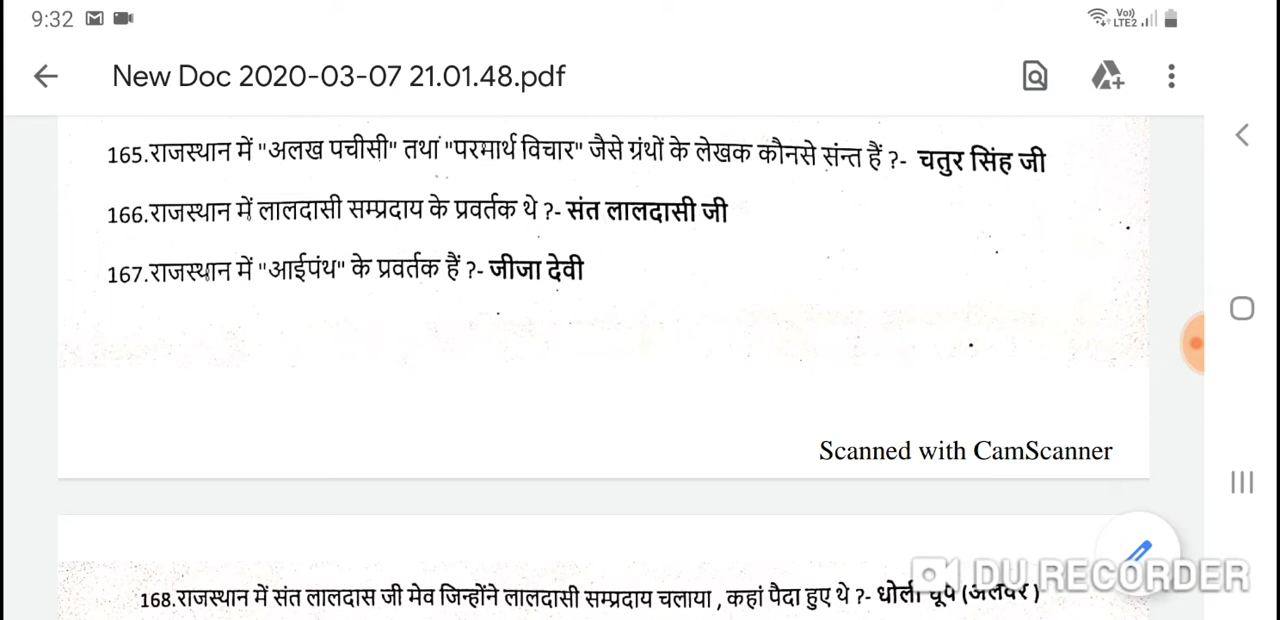 9:32
Vo))
LTE2
New Doc 2020-03-07 21.01.48.pdf
165.राजस्थान में "अलख पचीसी" तथा "परमार्थ विचार" जैसे ग्रंथों के लेखक कौनसे संन्त हैं ?- चतुर सिंह जी
166.राजस्थान में लालदासी सम्प्रदाय के प्रवर्तक थे ?- संत लालदासी जी
167.राजस्थान में "आईपंथ" के प्रवर्तक हैं ?- जीजा देवी
Scanned with CamScanner
168.राजस्थान में संत लालदास जी मेव जिन्होंने लालदासी सम्प्रदाय चलाया , कहां पैदा हुए थे ?-
DU RECORDER